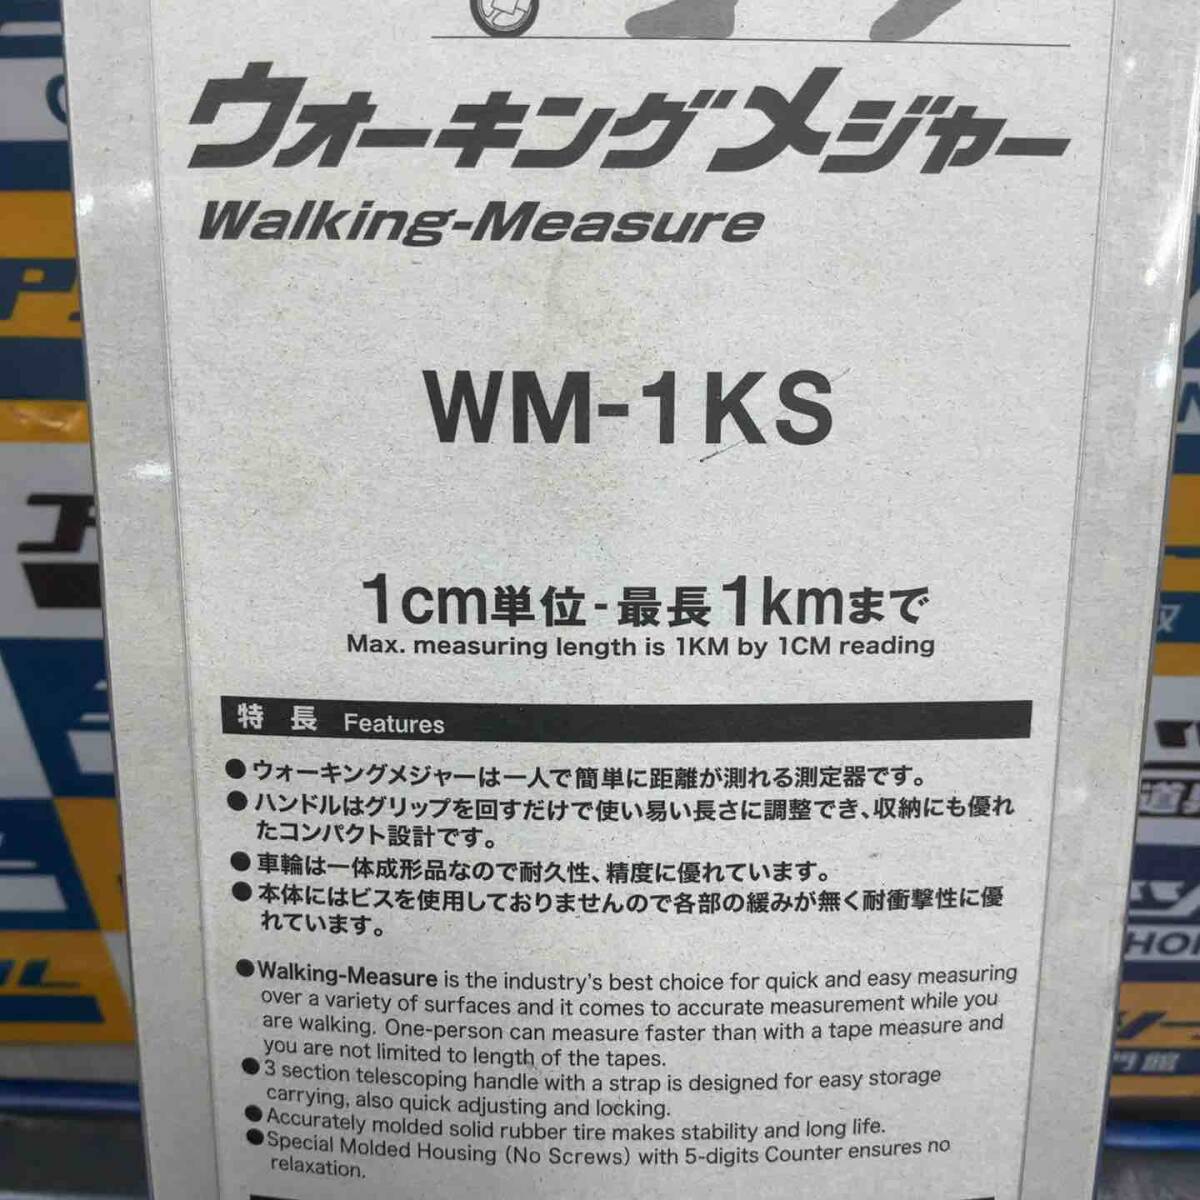 ウォーキングメジャー
Walking-Measure
WM-1KS
1cm単位-最長1kmまで
Max. measuring length is 1KM by 1CM reading
特長 Features
●ウォーキングメジャーは一人で簡単に距離が測れる測定器です。
●ハンドルはグリップを回すだけで使い易い長さに調整でき、収納にも優れ
たコンパクト設計です。
●車輪は一体成形品なので耐久性、精度に優れています。
●本体にはビスを使用しておりませんので各部の緩みが無く耐衝撃性に優
れています。
●Walking-Measure is the industry's best choice for quick and easy measuring
over a variety of surfaces and it comes to accurate measurement while you
are walking. One-person can measure faster than with a tape measure and
you are not limited to length of the tapes.
●3 section telescoping handle with a strap is designed for easy storage
carrying, also quick adjusting and locking.
●Accurately molded solid rubber tire makes stability and long life.
●Special Molded Housing (No Screws) with 5-digits Counter ensures no
relaxation.